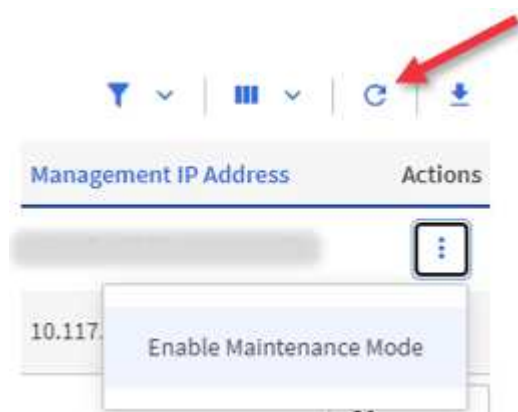 Management IP Address Actions
10.117.
Enable Maintenance Mode